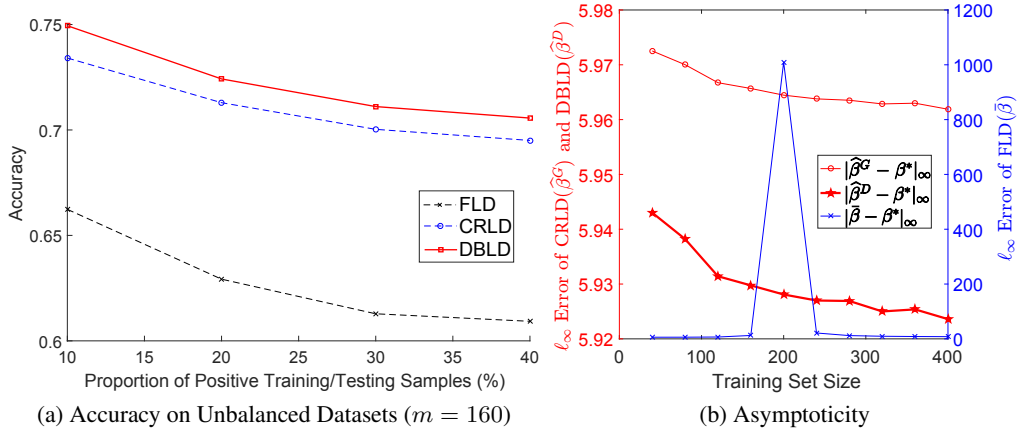 0.75
0.7
0.65
0.6
Accuracy
10 15 20 25 30 35 40
Proportion of Positive Training/Testing Samples (%)
FLD
CRLD
DBLD
(a) Accuracy on Unbalanced Datasets (m = 160)
5.98
5.97
5.96
5.95
5.94
5.93
5.92
ℓ∞ Error of CRLD(β̂^G) and DBLD(β̂^D)
0 100 200 300 400
Training Set Size
|β̂^G − β*|∞
|β̂^D − β*|∞
|β̄ − β*|∞
1200
1000
800
600
400
200
0
ℓ∞ Error of FLD(β̄)
(b) Asymptoticity